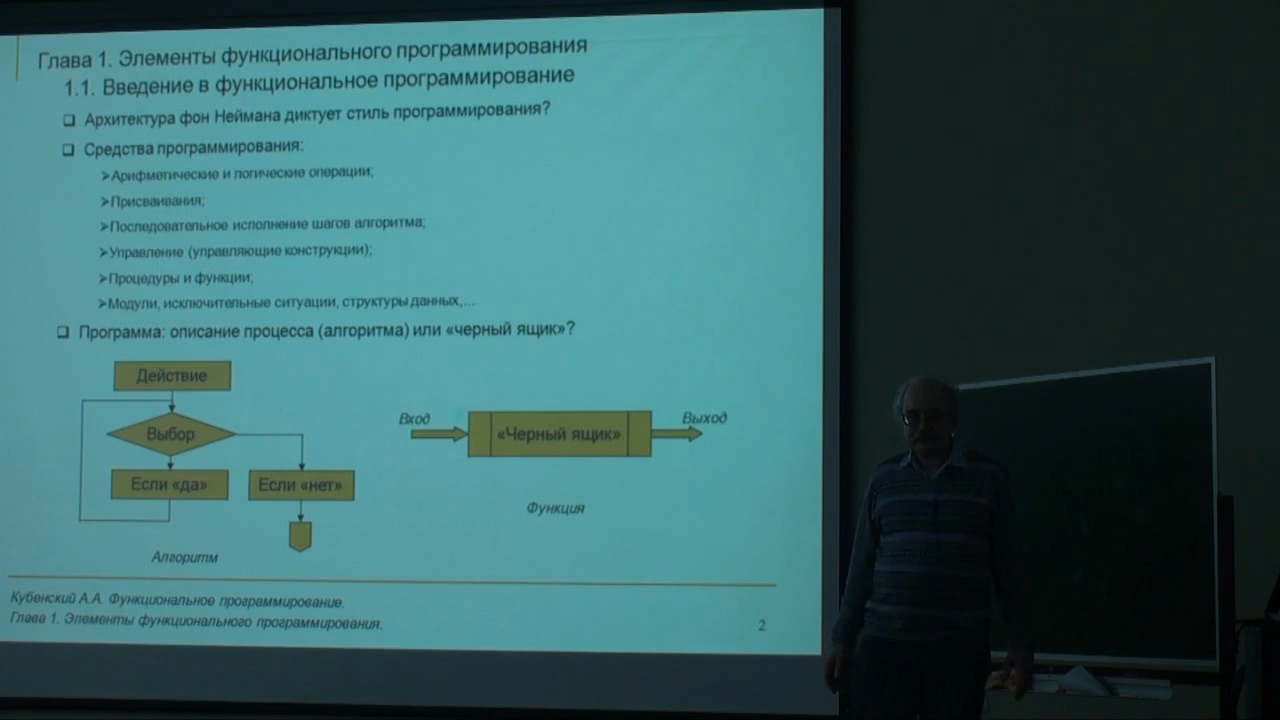 Глава 1. Элементы функционального программирования
1.1. Введение в функциональное программирование
❑ Архитектура фон Неймана диктует стиль программирования?
❑ Средства программирования:
➢Арифметические и логические операции;
➢Присваивания;
➢Последовательное исполнение шагов алгоритма;
➢Управление (управляющие конструкции);
➢Процедуры и функции;
➢Модули, исключительные ситуации, структуры данных,...
❑ Программа: описание процесса (алгоритма) или «черный ящик»?
Действие
Выбор
Если «да»
Если «нет»
Алгоритм
Вход
«Черный ящик»
Выход
Функция
Кубенский А.А. Функциональное программирование.
Глава 1. Элементы функционального программирования.
2